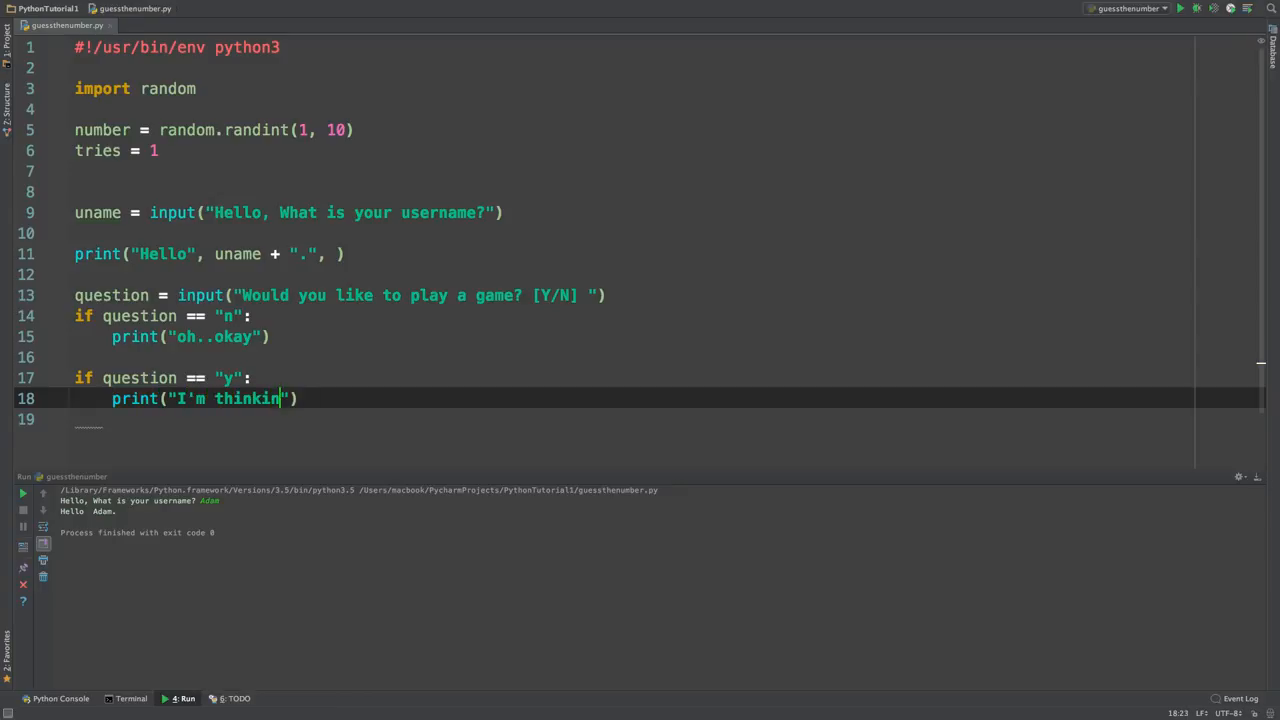 PythonTutorial1 guessthenumber.py guessthenumber
guessthenumber.py
1: Project
Z: Structure
Database
1 #!/usr/bin/env python3
2
3 import random
4
5 number = random.randint(1, 10)
6 tries = 1
7
8
9 uname = input("Hello, What is your username?")
10
11 print("Hello", uname + ".", )
12
13 question = input("Would you like to play a game? [Y/N] ")
14 if question == "n":
15 print("oh..okay")
16
17 if question == "y":
18 print("I'm thinkin")
19
Run guessthenumber
/Library/Frameworks/Python.framework/Versions/3.5/bin/python3.5 /Users/macbook/PycharmProjects/PythonTutorial1/guessthenumber.py
Hello, What is your username? Adam
Hello  Adam.
Process finished with exit code 0
2: Favorites
Python Console Terminal 4: Run 6: TODO Event Log
18:23 LF÷ UTF-8÷